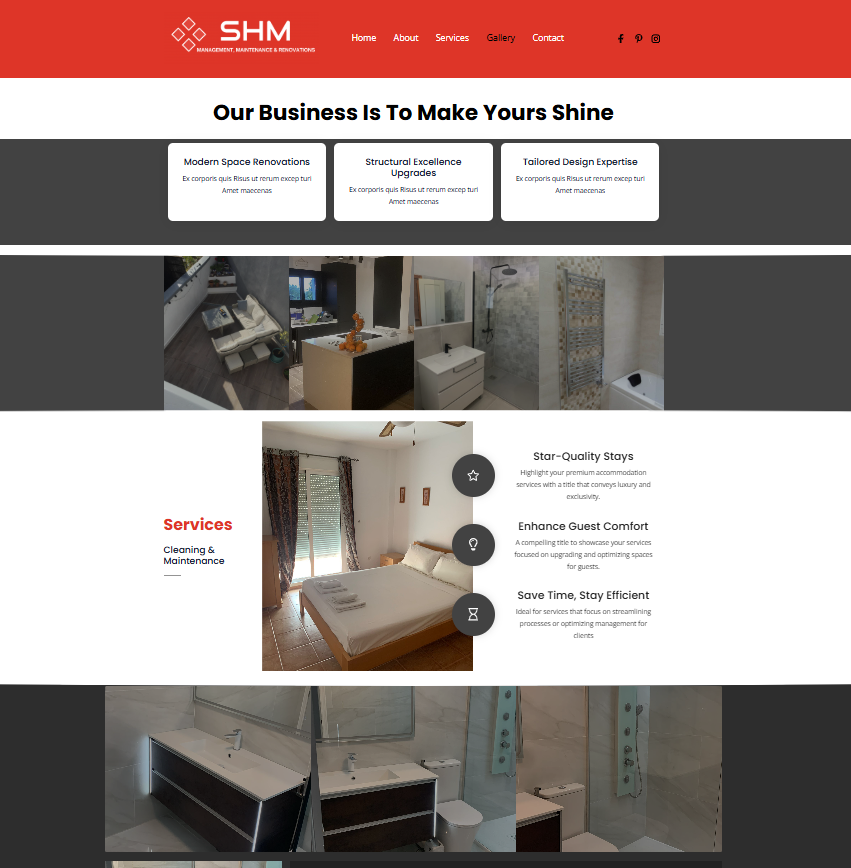 SHM
MANAGEMENT, MAINTENANCE & RENOVATIONS
Home About Services Gallery Contact
Our Business Is To Make Yours Shine
Modern Space Renovations
Ex corporis quis Risus ut rerum excep turi
Amet maecenas
Structural Excellence
Upgrades
Ex corporis quis Risus ut rerum excep turi
Amet maecenas
Tailored Design Expertise
Ex corporis quis Risus ut rerum excep turi
Amet maecenas
Services
Cleaning &
Maintenance
Star-Quality Stays
Highlight your premium accommodation
services with a title that conveys luxury and
exclusivity.
Enhance Guest Comfort
A compelling title to showcase your services
focused on upgrading and optimizing spaces
for guests.
Save Time, Stay Efficient
Ideal for services that focus on streamlining
processes or optimizing management for
clients